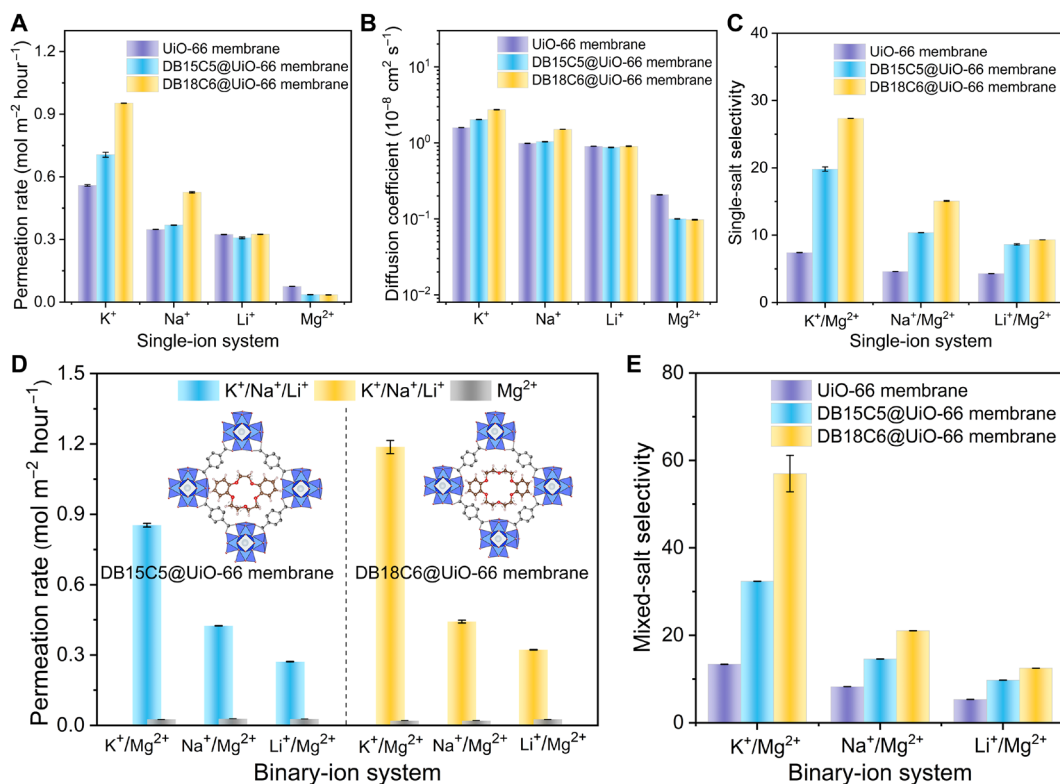 A
Permeation rate (mol m⁻² hour⁻¹)
1.2
0.9
0.6
0.3
0.0
UiO-66 membrane
DB15C5@UiO-66 membrane
DB18C6@UiO-66 membrane
K⁺ Na⁺ Li⁺ Mg²⁺
Single-ion system
B
Diffusion coefficient (10⁻⁸ cm² s⁻¹)
10¹
10⁰
10⁻¹
10⁻²
UiO-66 membrane
DB15C5@UiO-66 membrane
DB18C6@UiO-66 membrane
K⁺ Na⁺ Li⁺ Mg²⁺
Single-ion system
C
Single-salt selectivity
40
30
20
10
0
UiO-66 membrane
DB15C5@UiO-66 membrane
DB18C6@UiO-66 membrane
K⁺/Mg²⁺ Na⁺/Mg²⁺ Li⁺/Mg²⁺
Single-ion system
D
Permeation rate (mol m⁻² hour⁻¹)
1.5
1.2
0.9
0.6
0.3
0.0
K⁺/Na⁺/Li⁺ K⁺/Na⁺/Li⁺ Mg²⁺
DB15C5@UiO-66 membrane DB18C6@UiO-66 membrane
K⁺/Mg²⁺ Na⁺/Mg²⁺ Li⁺/Mg²⁺ K⁺/Mg²⁺ Na⁺/Mg²⁺ Li⁺/Mg²⁺
Binary-ion system
E
Mixed-salt selectivity
80
60
40
20
0
UiO-66 membrane
DB15C5@UiO-66 membrane
DB18C6@UiO-66 membrane
K⁺/Mg²⁺ Na⁺/Mg²⁺ Li⁺/Mg²⁺
Binary-ion system